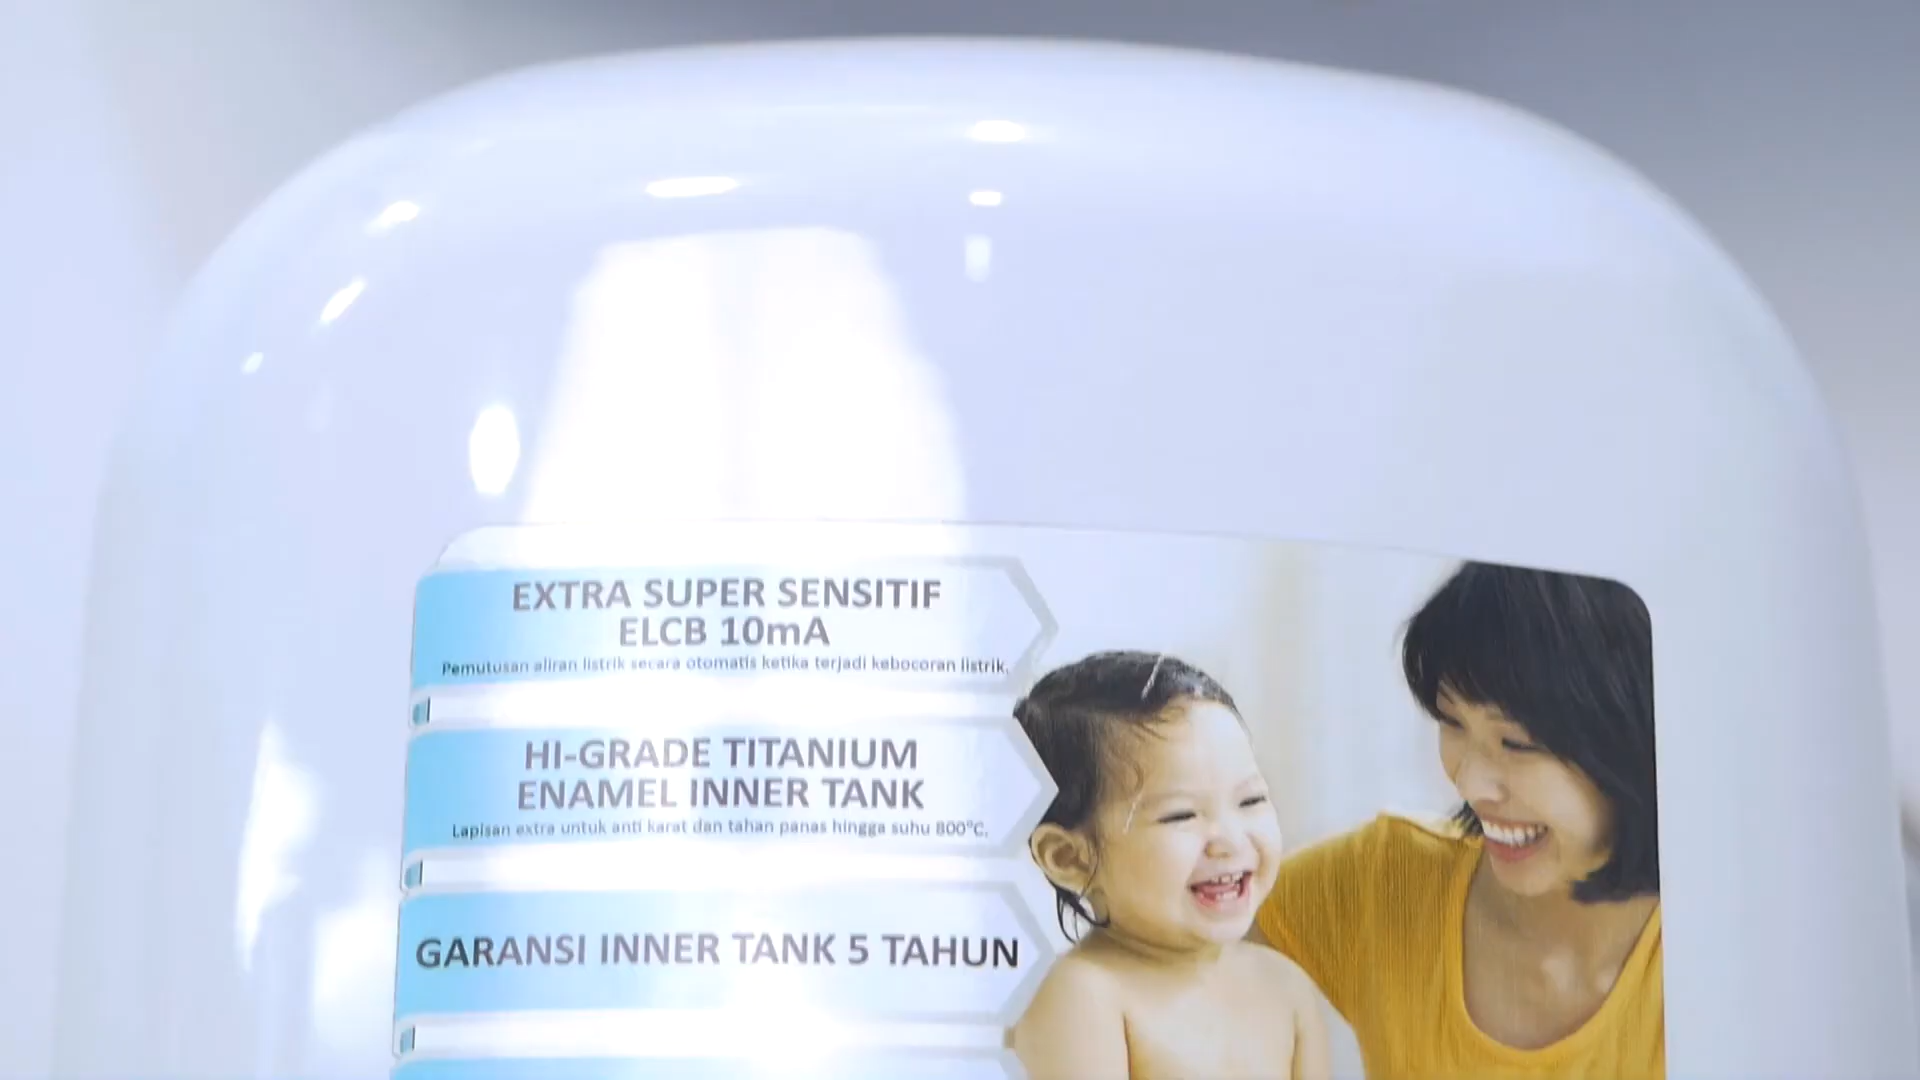 EXTRA SUPER SENSITIF
ELCB 10mA
Pemutusan aliran listrik secara otomatis ketika terjadi kebocoran listrik.
HI-GRADE TITANIUM
ENAMEL INNER TANK
Lapisan extra untuk anti karat dan tahan panas hingga suhu 800°C.
GARANSI INNER TANK 5 TAHUN